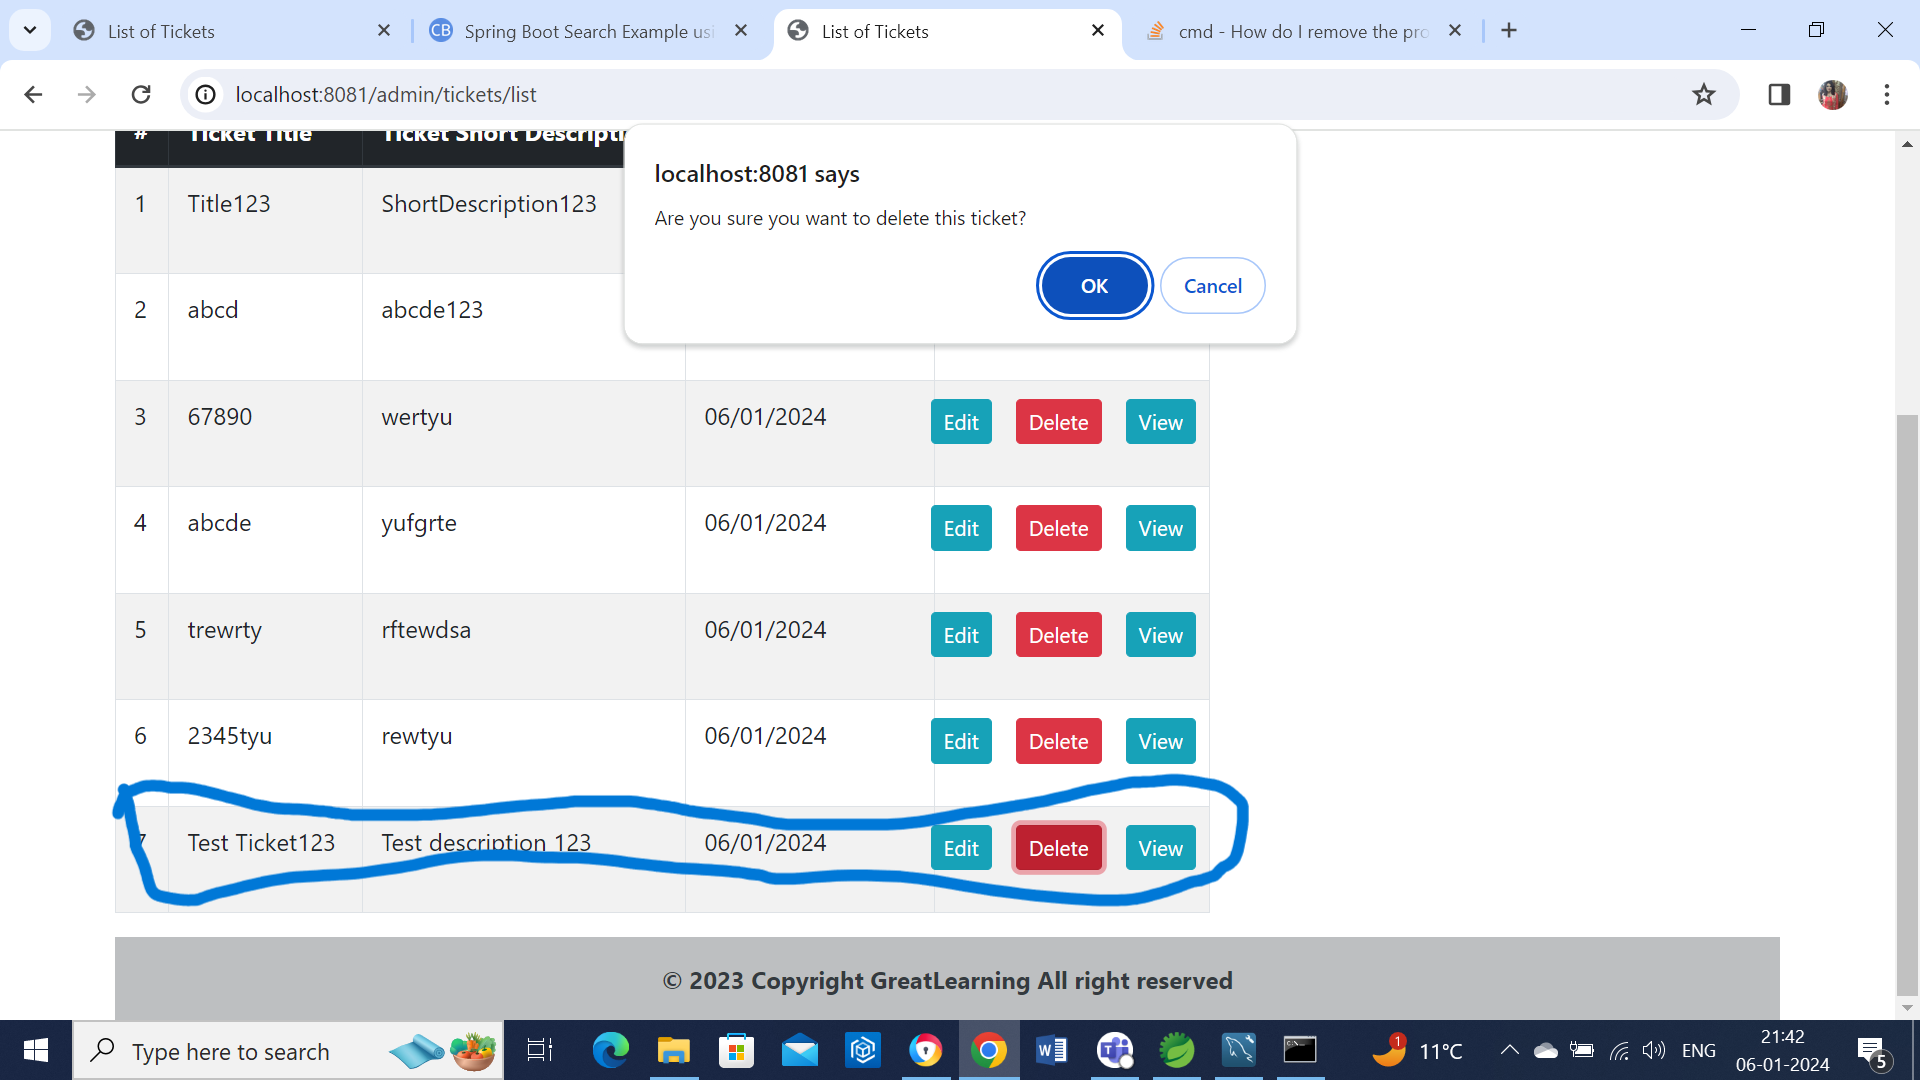 List of Tickets
CB Spring Boot Search Example usi
List of Tickets
cmd - How do I remove the pro
localhost:8081/admin/tickets/list
# Ticket Title Ticket Short Descripti
localhost:8081 says
Are you sure you want to delete this ticket?
OK Cancel
1 Title123 ShortDescription123
2 abcd abcde123
3 67890 wertyu 06/01/2024 Edit Delete View
4 abcde yufgrte 06/01/2024 Edit Delete View
5 trewrty rftewdsa 06/01/2024 Edit Delete View
6 2345tyu rewtyu 06/01/2024 Edit Delete View
7 Test Ticket123 Test description 123 06/01/2024 Edit Delete View
© 2023 Copyright GreatLearning All right reserved
Type here to search
1
11°C
ENG
21:42
06-01-2024
5